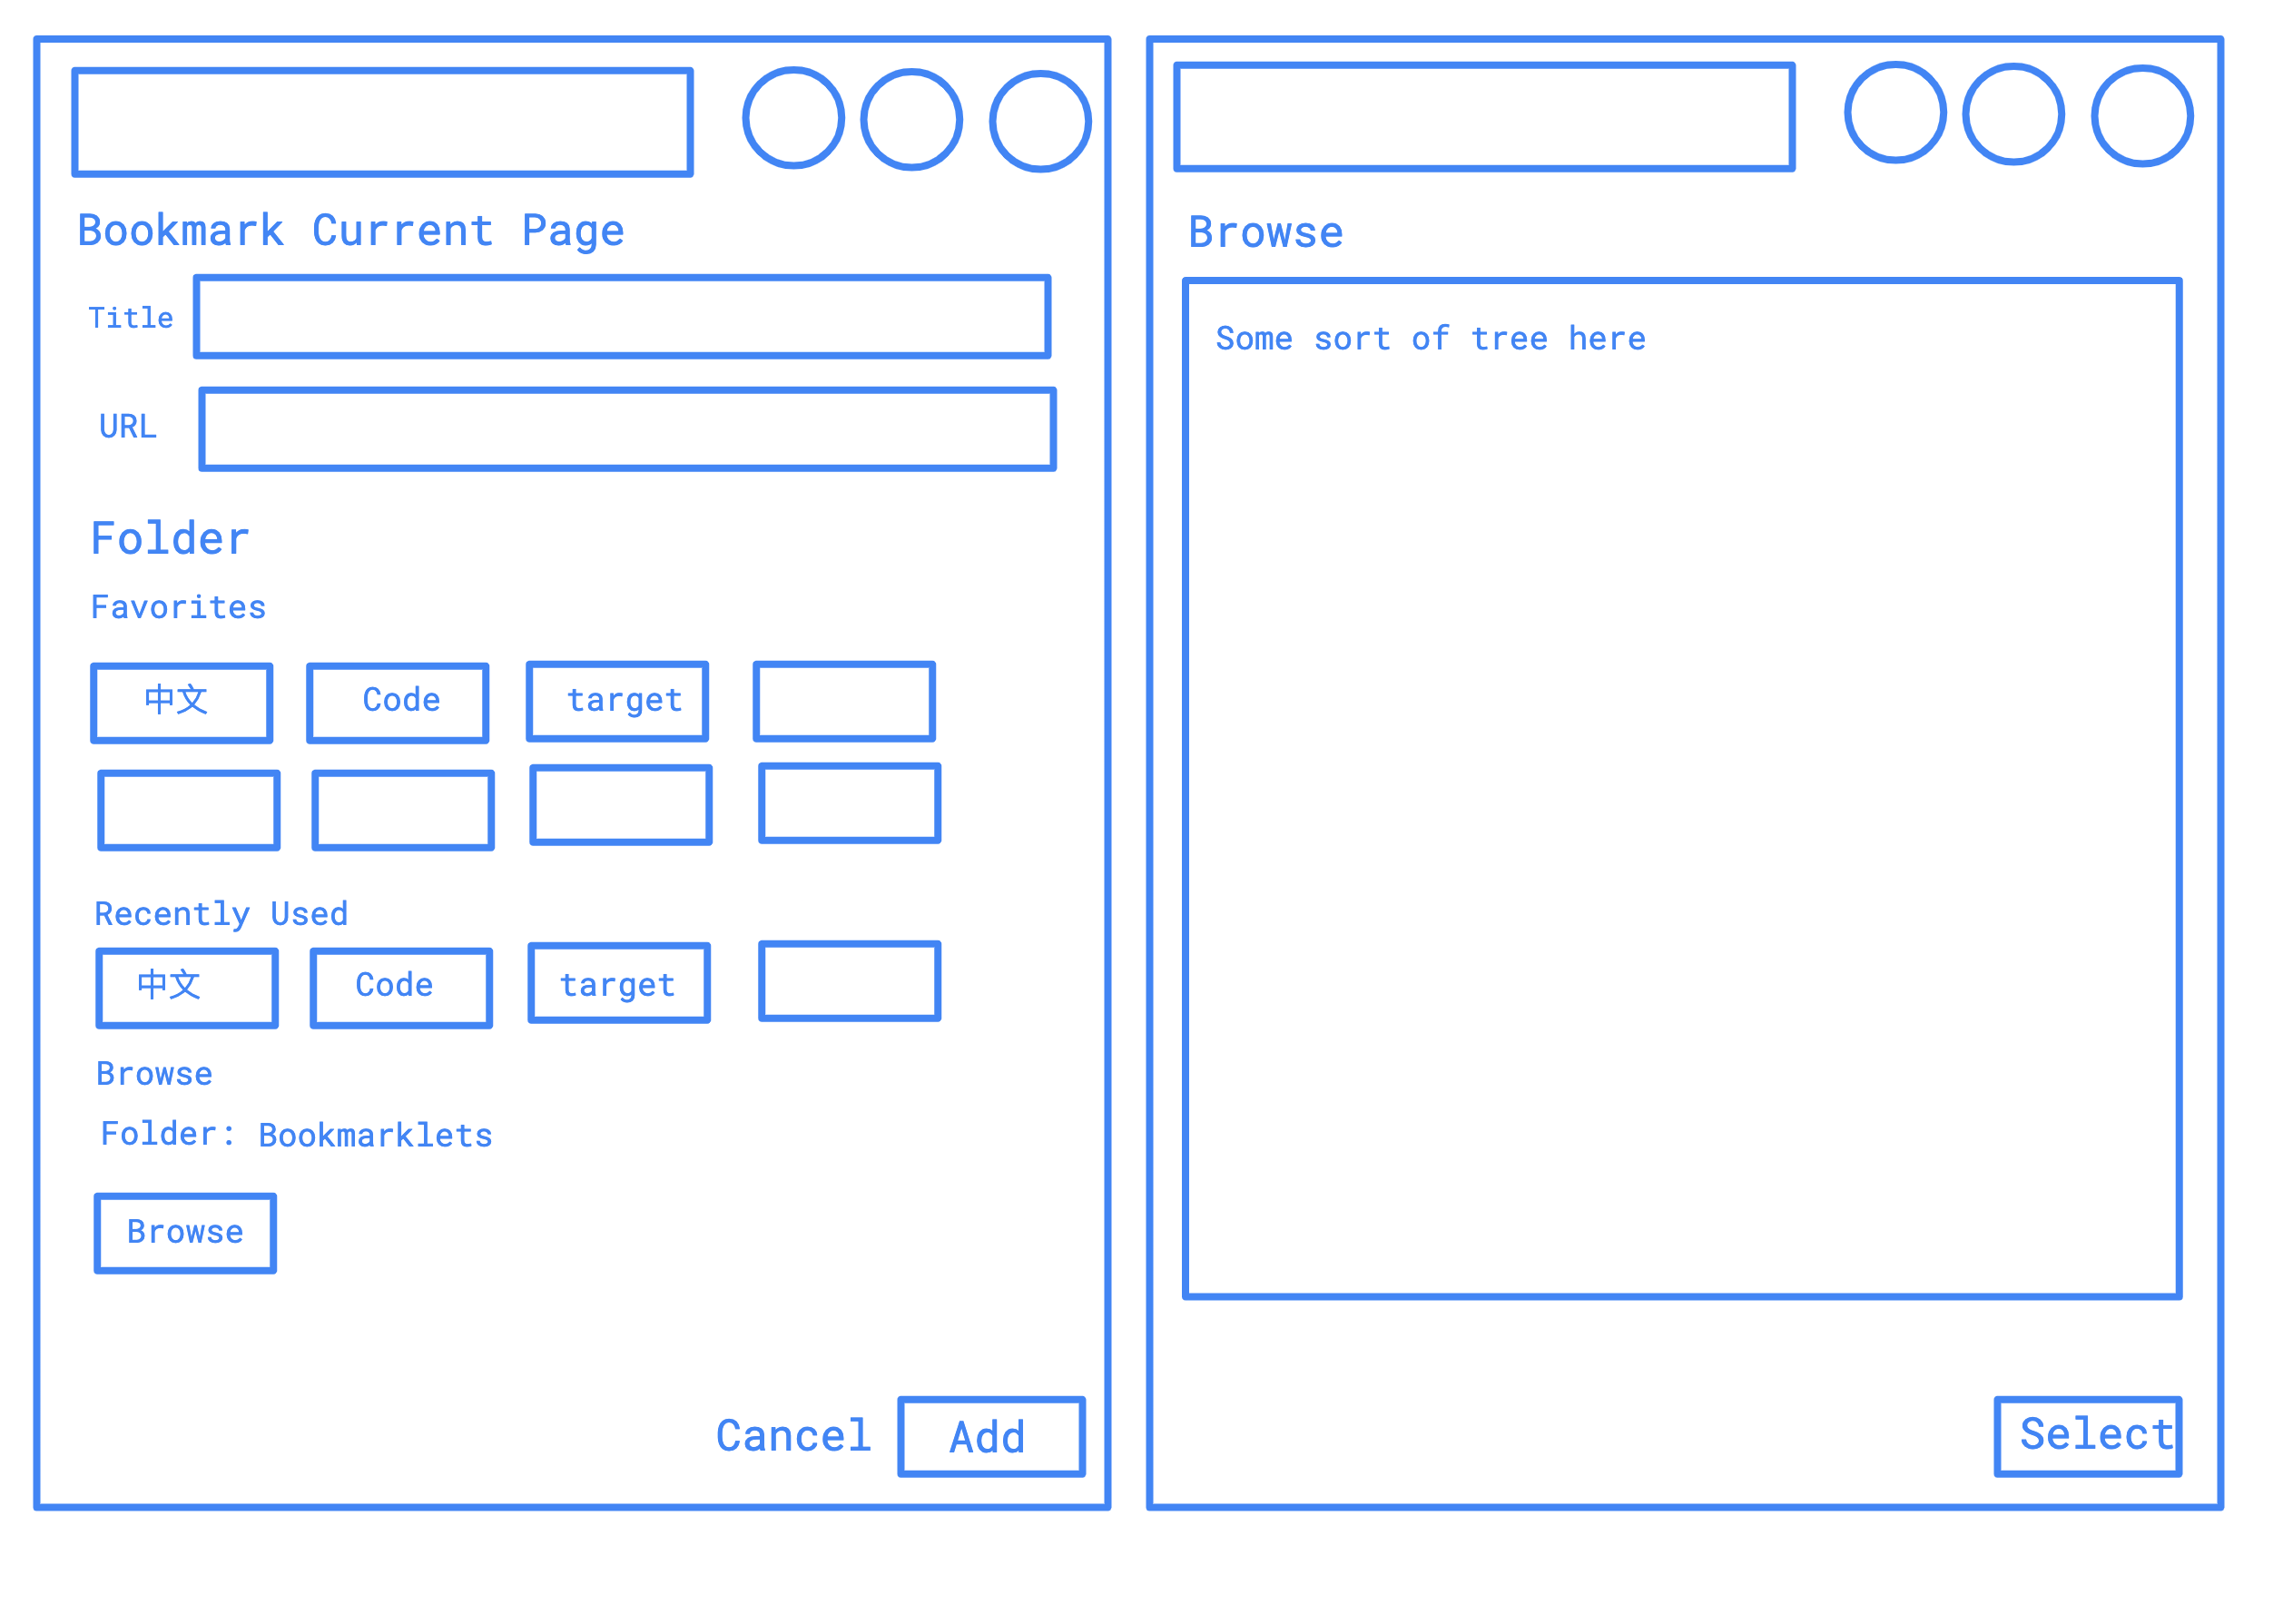 Bookmark Current Page
Title
URL
Folder
Favorites
中文 Code target
Recently Used
中文 Code target
Browse
Folder: Bookmarklets
Browse
Cancel Add
Browse
Some sort of tree here
Select